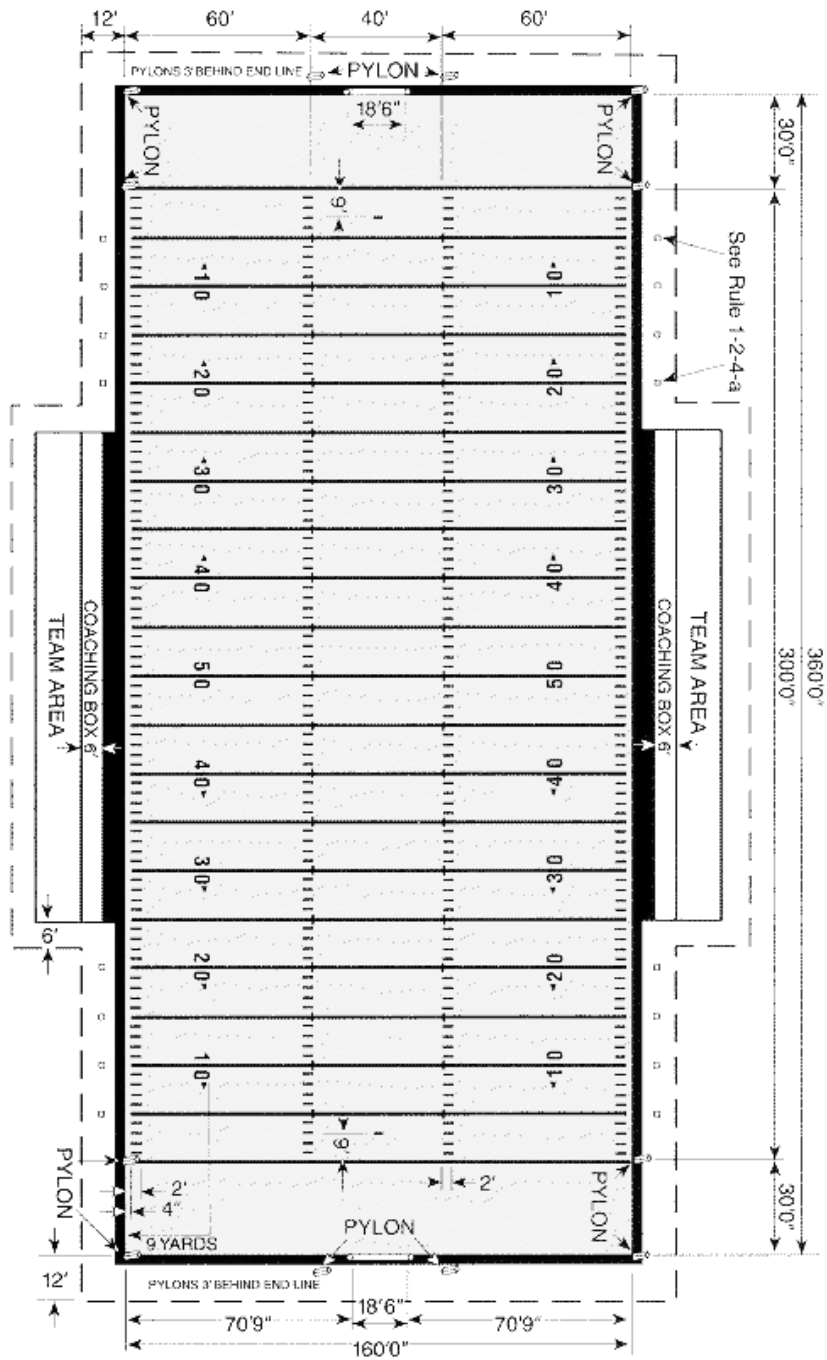 12' 60' 40' 60'
PYLONS 3' BEHIND END LINE PYLON
18'6"
PYLON PYLON
30'0"
9'
See Rule 1-2-4-a
10 10
20 20
30 30
40 40
50 50
40 40
30 30
20 20
10 10
TEAM AREA
COACHING BOX 6'
COACHING BOX 6'
TEAM AREA
300'0"
360'0"
6'
9'
PYLON PYLON
2' 2'
4"
30'0"
9 YARDS
PYLON
12'
PYLONS 3' BEHIND END LINE
18'6"
70'9" 70'9"
160'0"